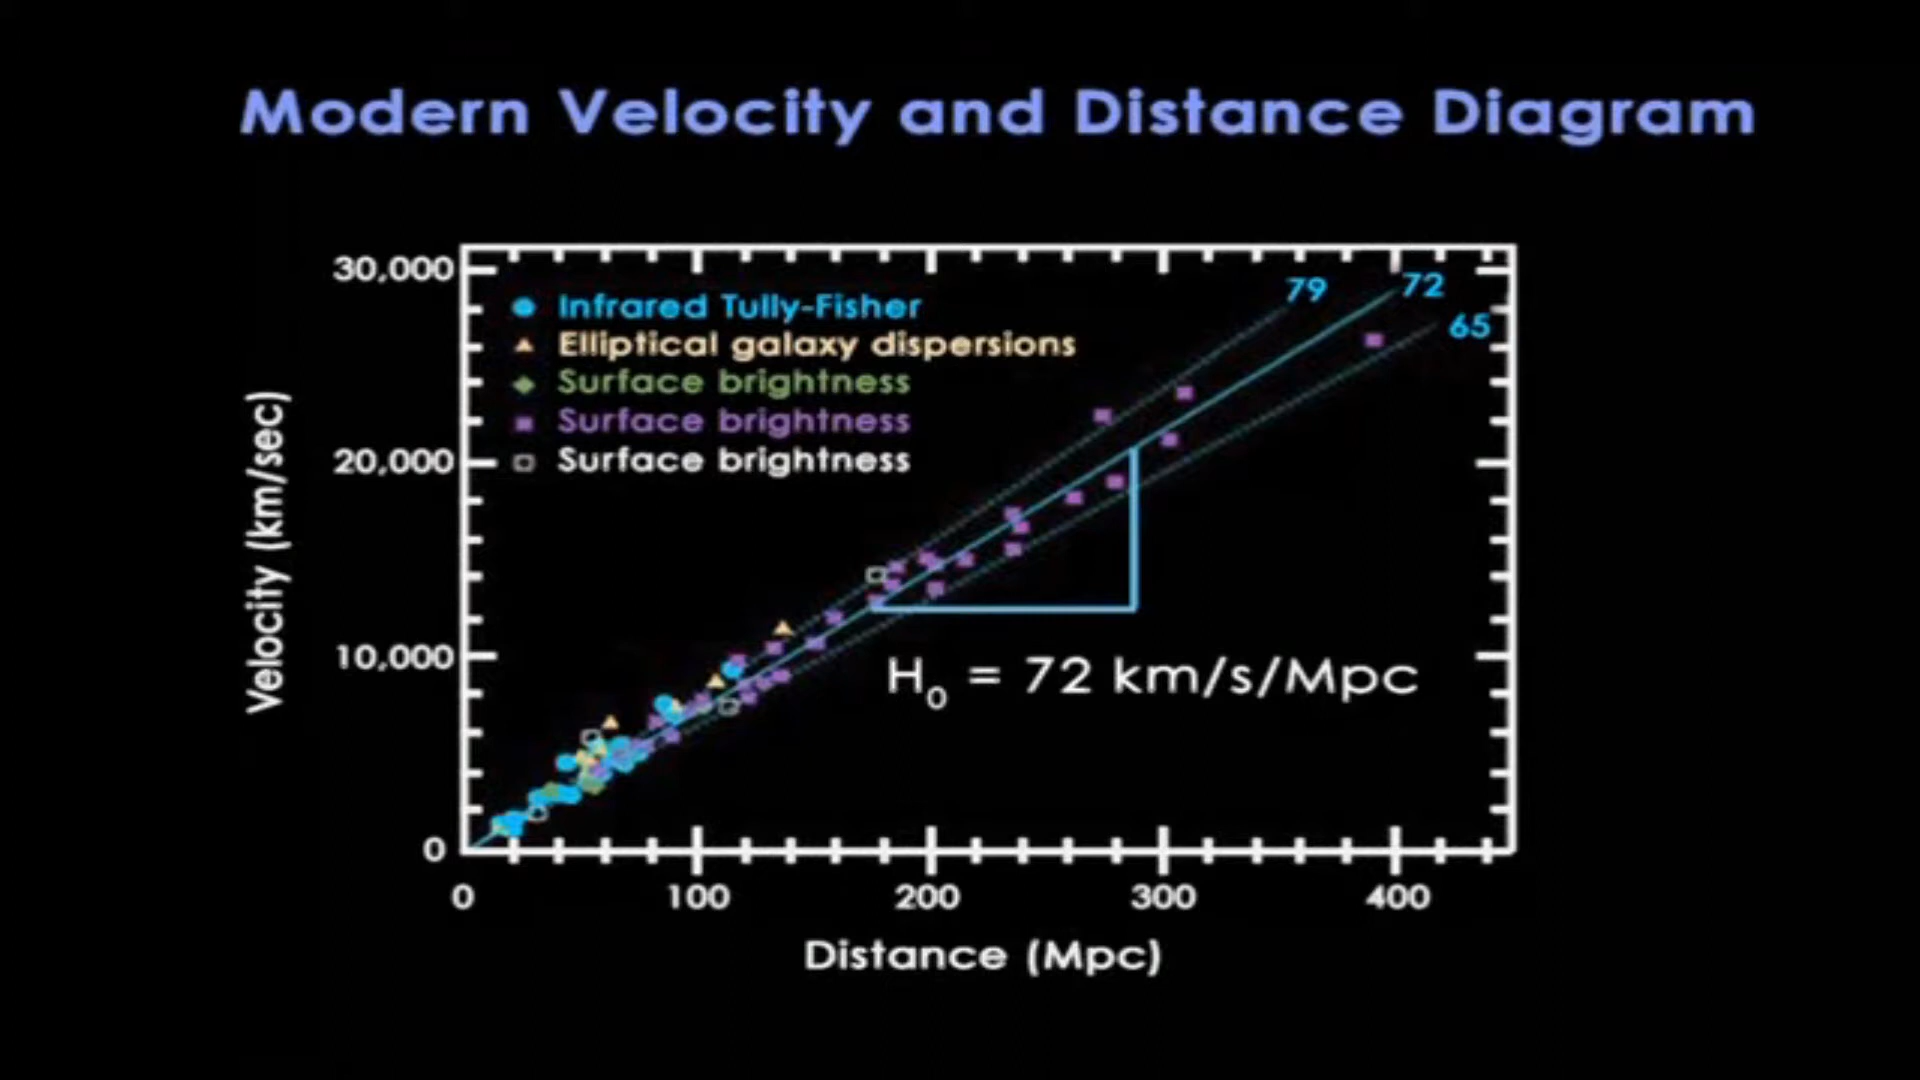 Modern Velocity and Distance Diagram
30,000
20,000
10,000
0
Velocity (km/sec)
Infrared Tully-Fisher
Elliptical galaxy dispersions
Surface brightness
Surface brightness
Surface brightness
79
72
65
H₀ = 72 km/s/Mpc
0 100 200 300 400
Distance (Mpc)